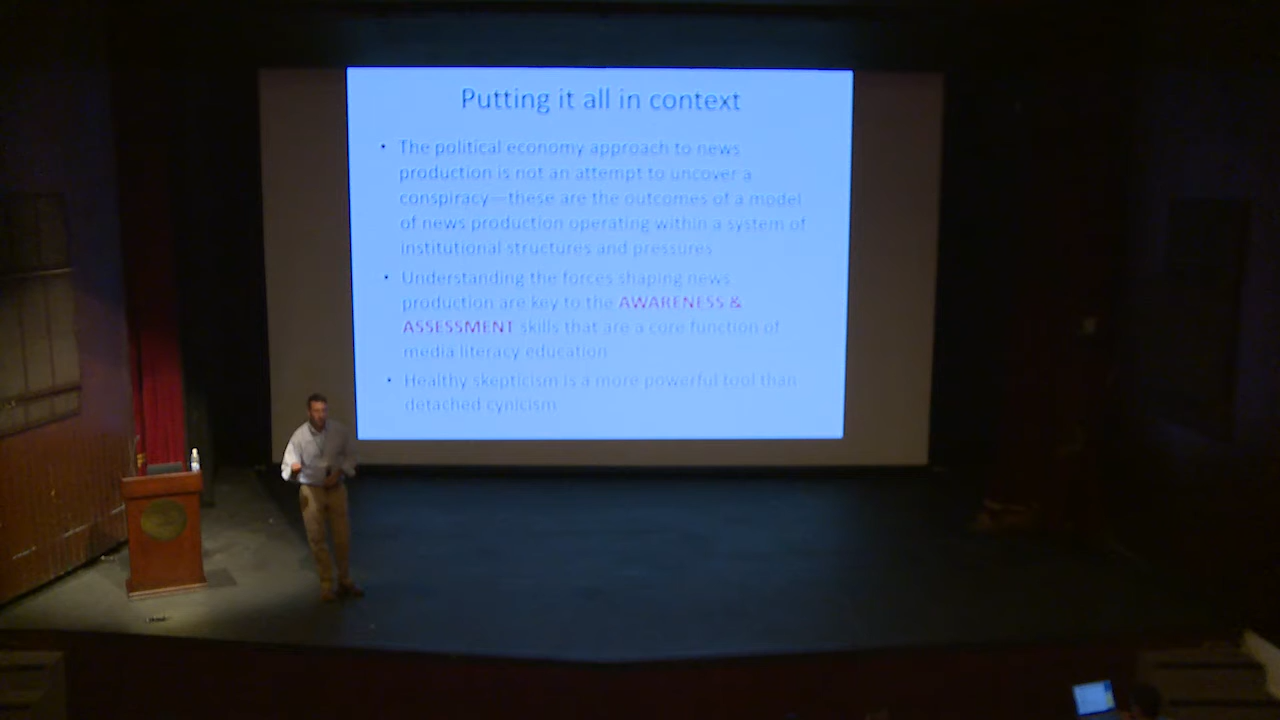 Putting it all in context
• The political economy approach to news
production is not an attempt to uncover a
conspiracy—these are the outcomes of a model
of news production operating within a system of
institutional structures and pressures
• Understanding the forces shaping news
production are key to the AWARENESS &
ASSESSMENT skills that are a core function of
media literacy education
• Healthy skepticism is a more powerful tool than
detached cynicism